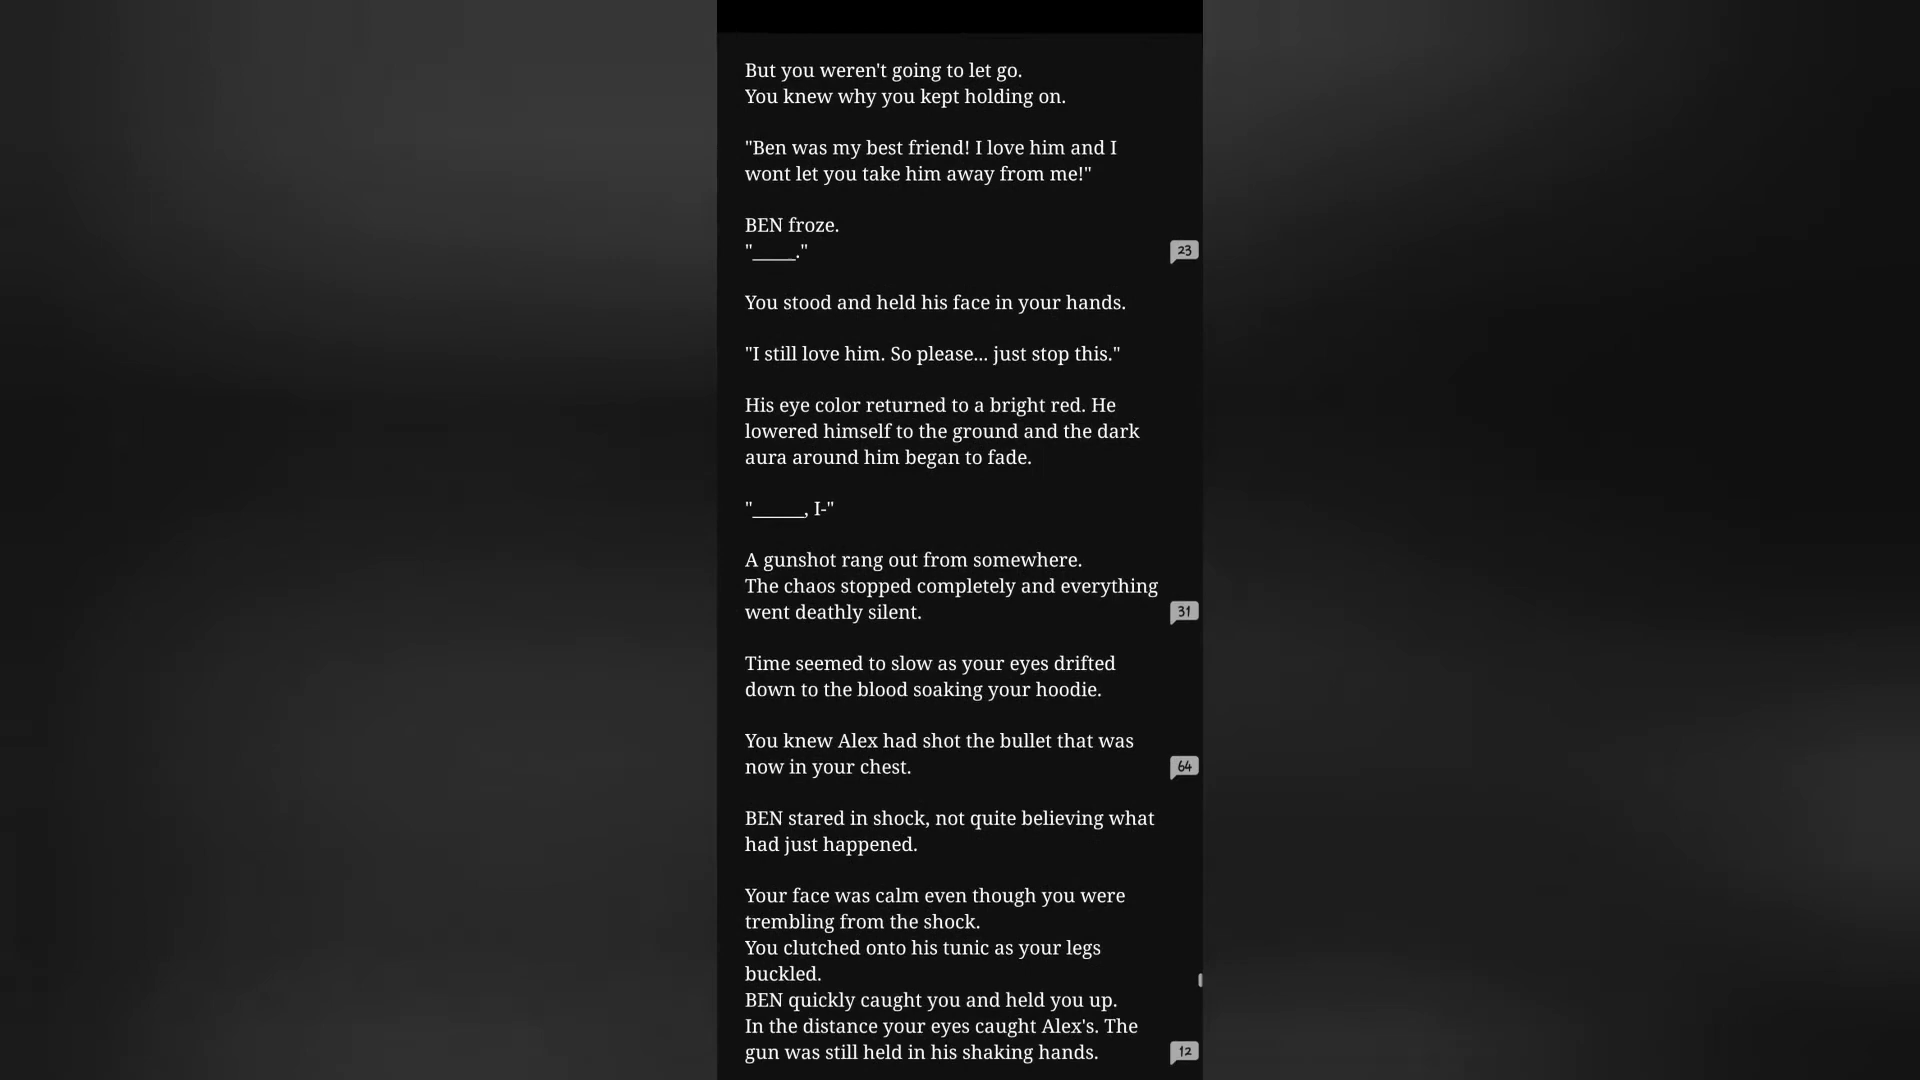 But you weren't going to let go.
You knew why you kept holding on.
"Ben was my best friend! I love him and I
wont let you take him away from me!"
BEN froze.
"_____."
23
You stood and held his face in your hands.
"I still love him. So please... just stop this."
His eye color returned to a bright red. He
lowered himself to the ground and the dark
aura around him began to fade.
"______, I-"
A gunshot rang out from somewhere.
The chaos stopped completely and everything
went deathly silent.
31
Time seemed to slow as your eyes drifted
down to the blood soaking your hoodie.
You knew Alex had shot the bullet that was
now in your chest.
64
BEN stared in shock, not quite believing what
had just happened.
Your face was calm even though you were
trembling from the shock.
You clutched onto his tunic as your legs
buckled.
BEN quickly caught you and held you up.
In the distance your eyes caught Alex's. The
gun was still held in his shaking hands.
12